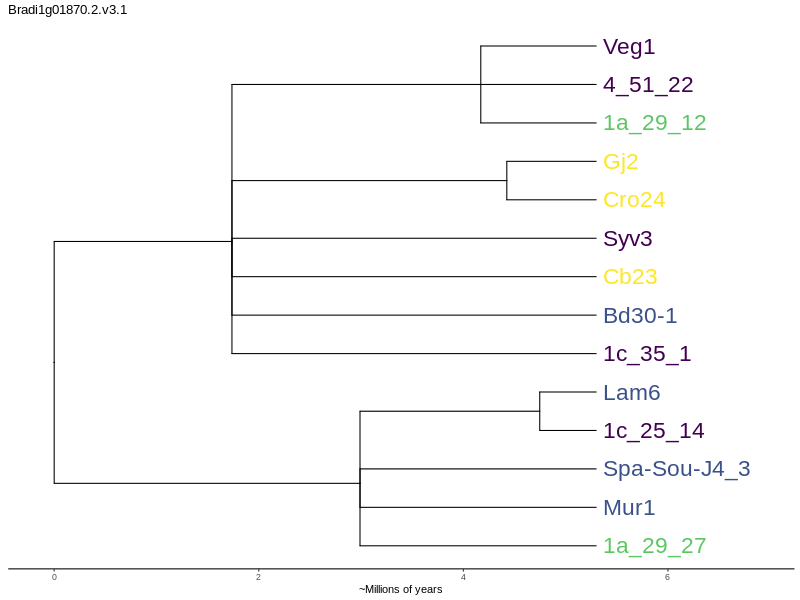 Bradi1g01870.2.v3.1
Veg1
4_51_22
1a_29_12
Gj2
Cro24
Syv3
Cb23
Bd30-1
1c_35_1
Lam6
1c_25_14
Spa-Sou-J4_3
Mur1
1a_29_27
0 2 4 6
~Millions of years